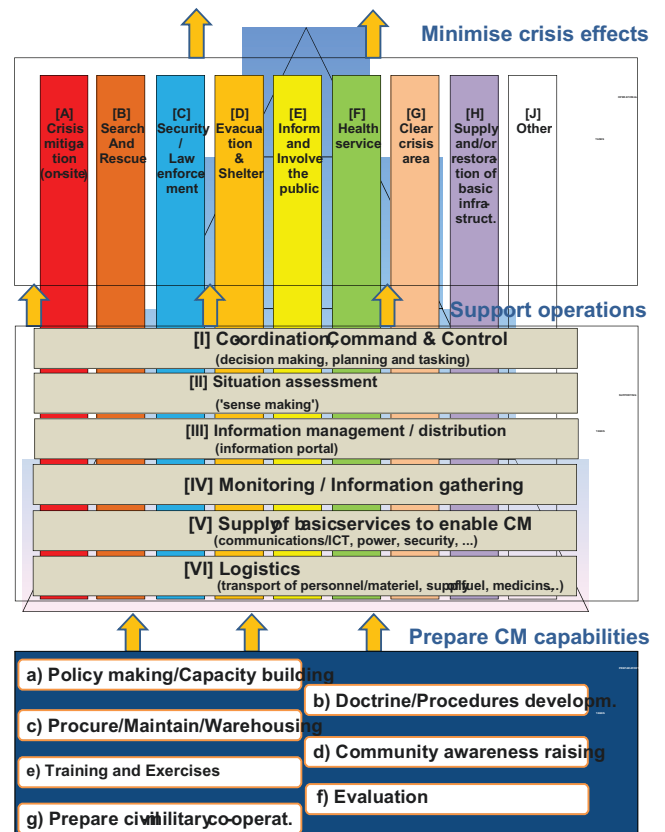 Minimise crisis effects
[A]
Crisis
mitiga
tion
(on-site)
[B]
Search
And
Rescue
[C]
Security
/
Law
enforce
ment
[D]
Evacua
tion
&
Shelter
[E]
Inform
and
Involve
the
public
[F]
Health
service
[G]
Clear
crisis
area
[H]
Supply
and/or
restora-
tion of
basic
infra-
struct.
[J]
Other
Support operations
[I] Co-ordination, Command & Control
(decision making, planning and tasking)
[II] Situation assessment
('sense making')
[III] Information management / distribution
(information portal)
[IV] Monitoring / Information gathering
[V] Supply of basic services to enable CM
(communications/ICT, power, security, ...)
[VI] Logistics
(transport of personnel/materiel, supply of fuel, medicins,..)
Prepare CM capabilities
a) Policy making/Capacity building
b) Doctrine/Procedures developm.
c) Procure/Maintain/Warehousing
d) Community awareness raising
e) Training and Exercises
f) Evaluation
g) Prepare civil-military co-operat.